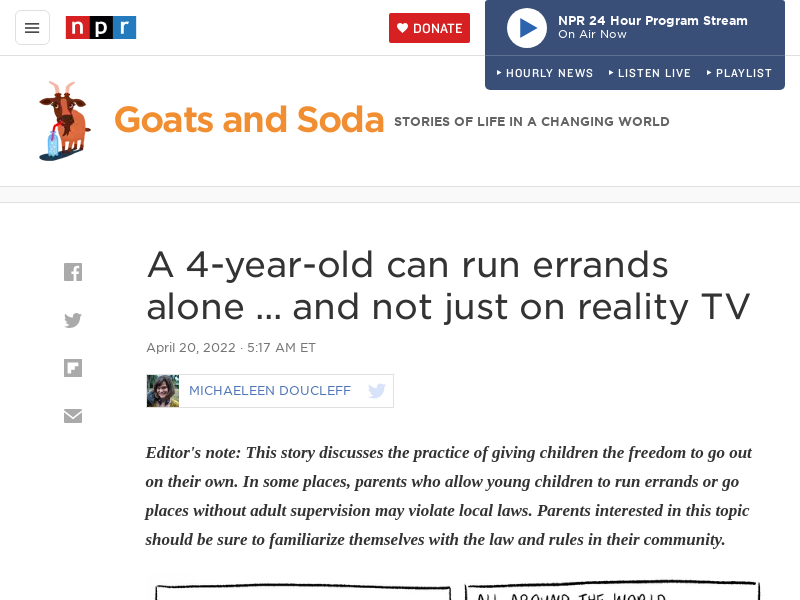 npr
DONATE
NPR 24 Hour Program Stream
On Air Now
HOURLY NEWS
LISTEN LIVE
PLAYLIST
Goats and Soda
STORIES OF LIFE IN A CHANGING WORLD
A 4-year-old can run errands
alone ... and not just on reality TV
April 20, 2022 · 5:17 AM ET
MICHAELEEN DOUCLEFF
Editor's note: This story discusses the practice of giving children the freedom to go out
on their own. In some places, parents who allow young children to run errands or go
places without adult supervision may violate local laws. Parents interested in this topic
should be sure to familiarize themselves with the law and rules in their community.
ALL AROUND THE WORLD